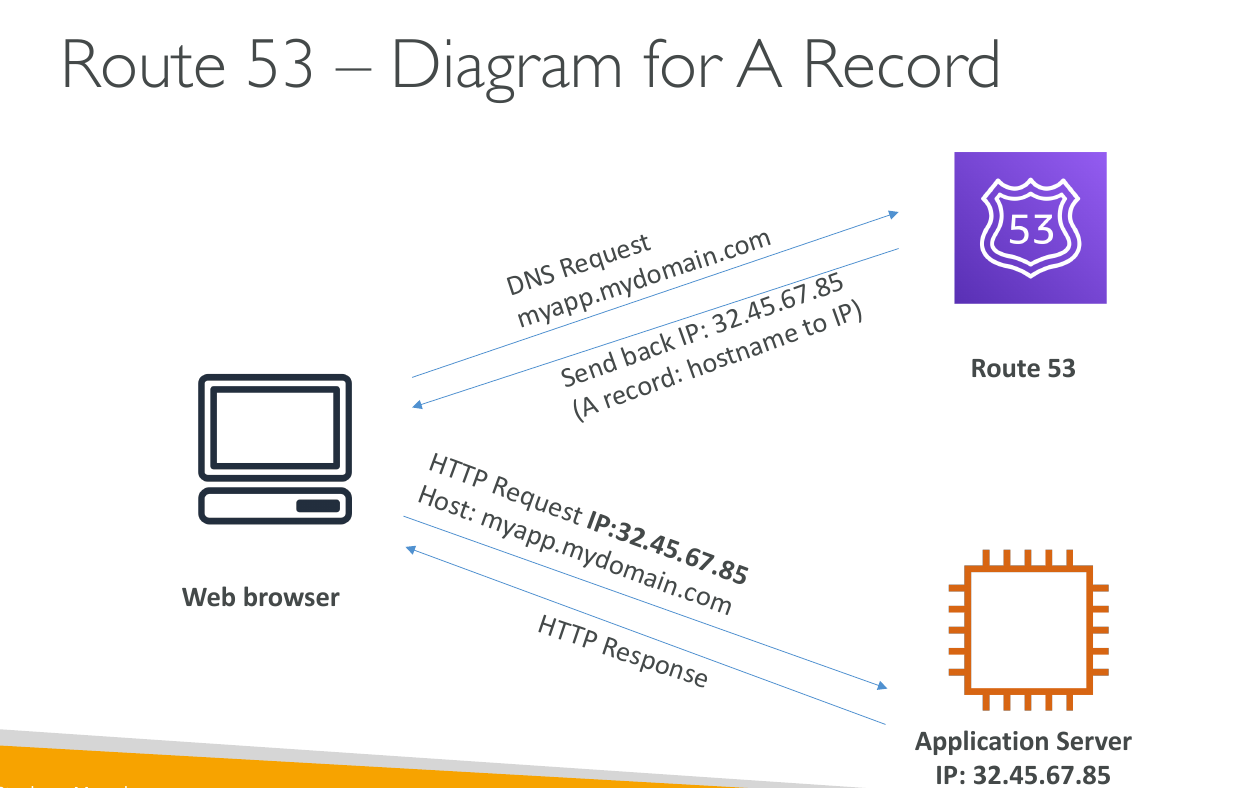 Route 53 – Diagram for A Record
53
DNS Request
myapp.mydomain.com
Send back IP: 32.45.67.85
(A record: hostname to IP)
Route 53
HTTP Request IP:32.45.67.85
Host: myapp.mydomain.com
HTTP Response
Web browser
Application Server
IP: 32.45.67.85